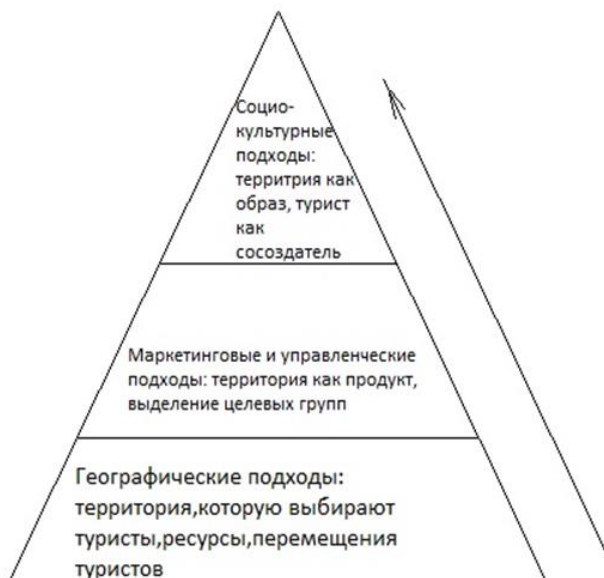 Социо-
культурные
подходы:
территрия как
образ, турист
как
сосоздатель
Маркетинговые и управленческие
подходы: территория как продукт,
выделение целевых групп
Географические подходы:
территория,которую выбирают
туристы,ресурсы,перемещения
туристов